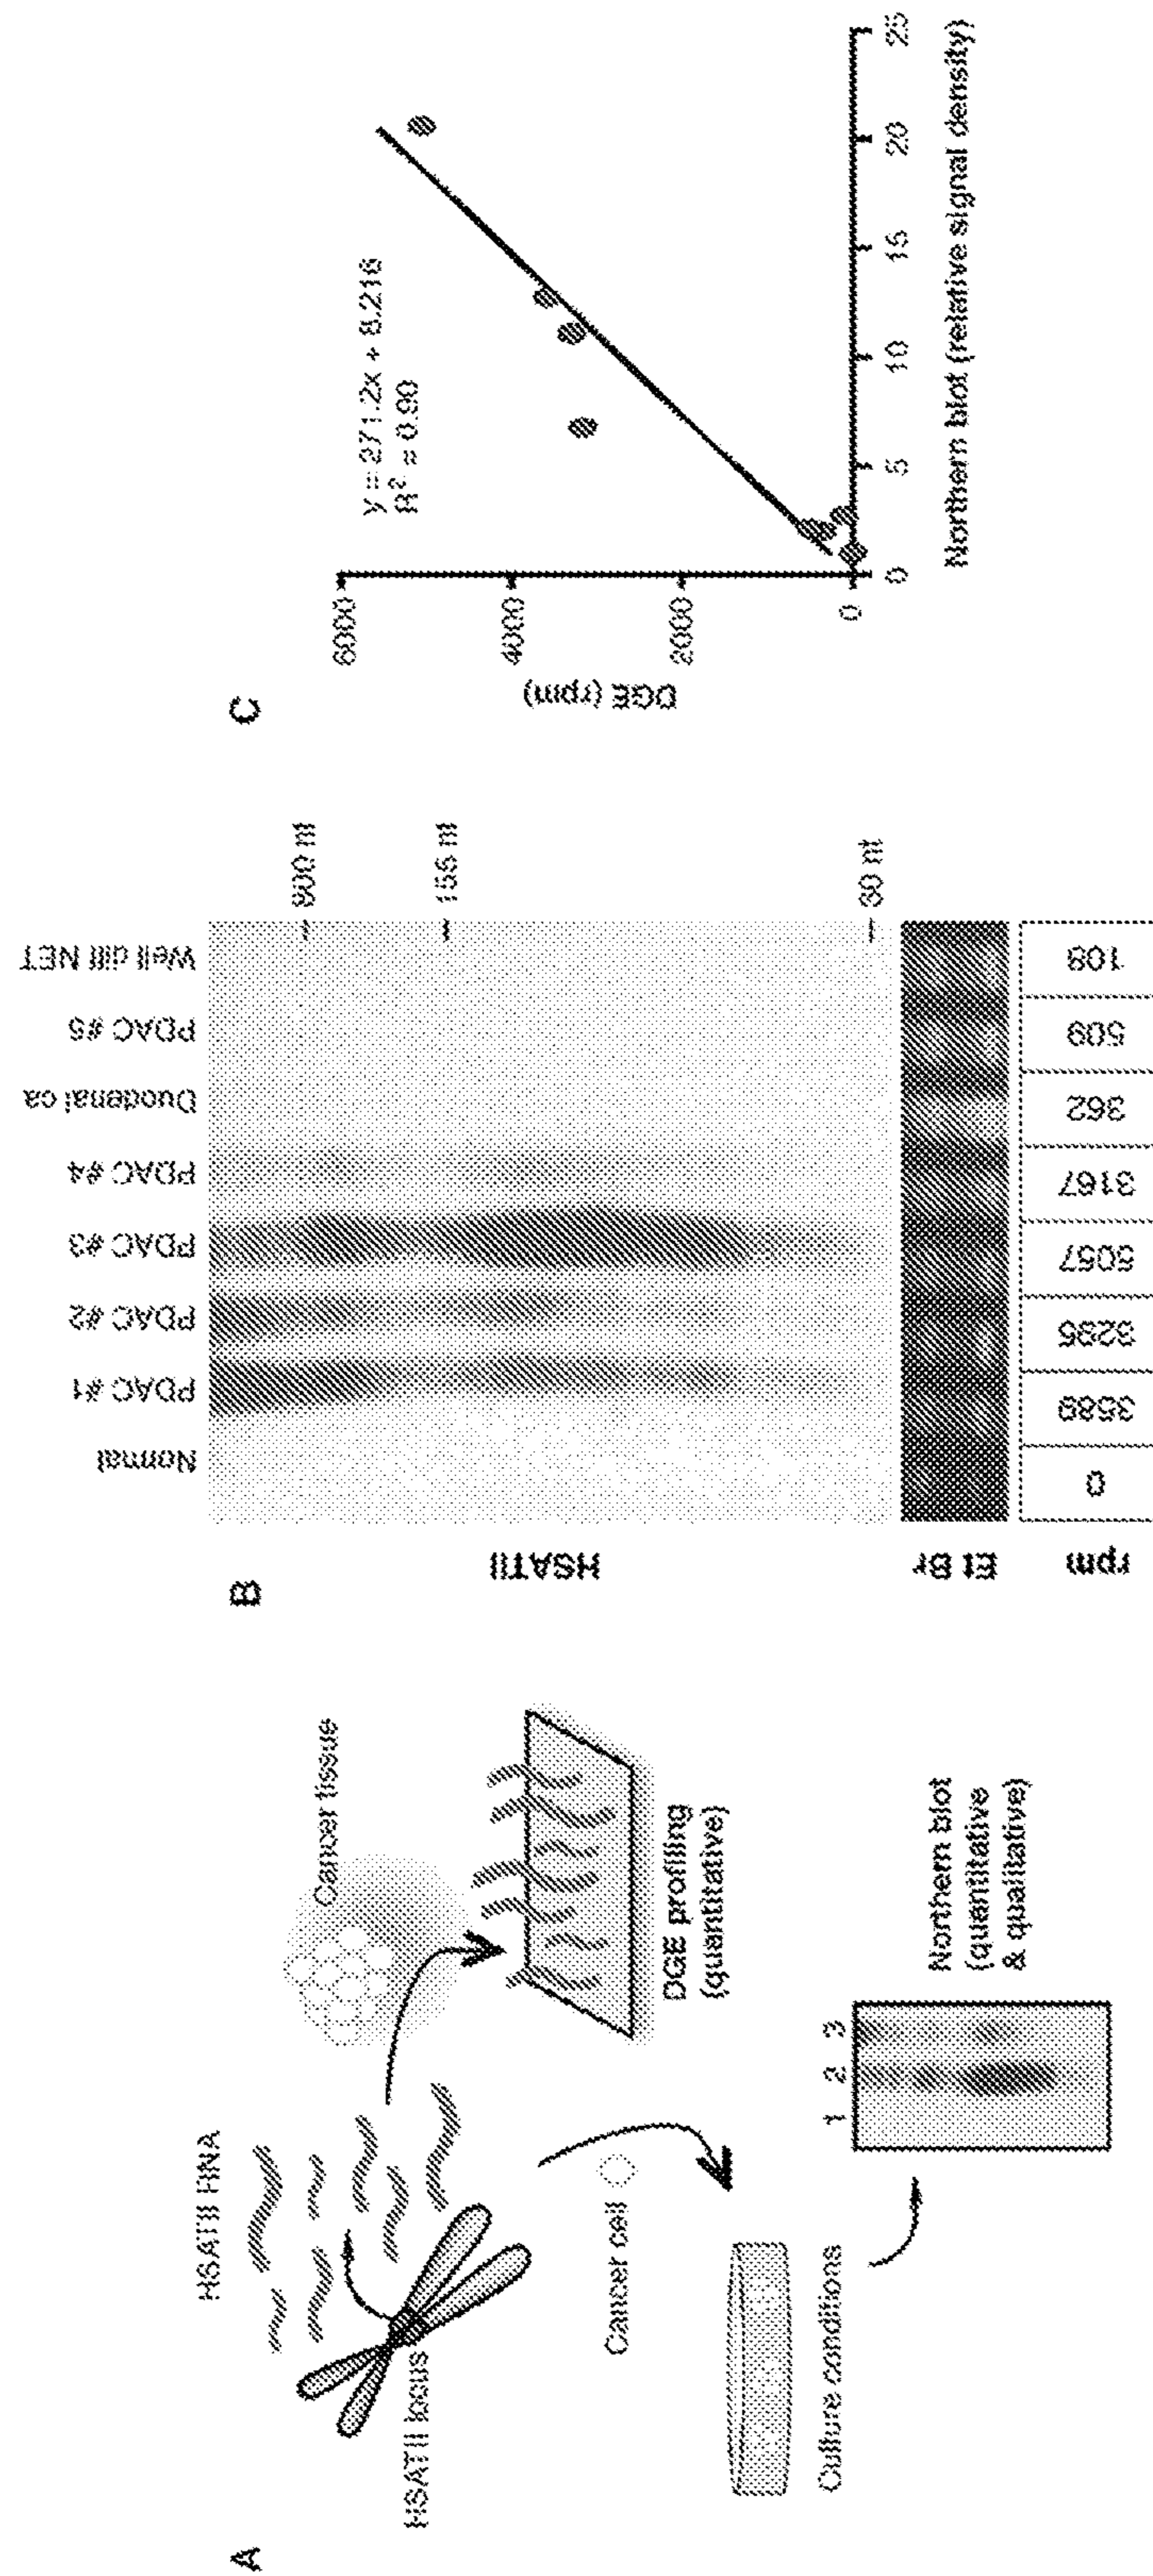 A
HSATII RNA
HSATII locus
Cancer tissue
Cancer cell
DGE profiling
(quantitative)
Culture conditions
1 2 3
Northern blot
(quantitative
& qualitative)
B
Normal
PDAC #1
PDAC #2
PDAC #3
PDAC #4
Duodenal ca
PDAC #5
Well diff NET
HSATII
155 nt
30 nt
Et Br
rpm 0 3589 3295 5057 3167 362 509 108
C
y = 271.2x + 8.216
R² = 0.90
DGE (rpm)
6000
4000
2000
0
0 5 10 15 20 25
Northern blot (relative signal density)